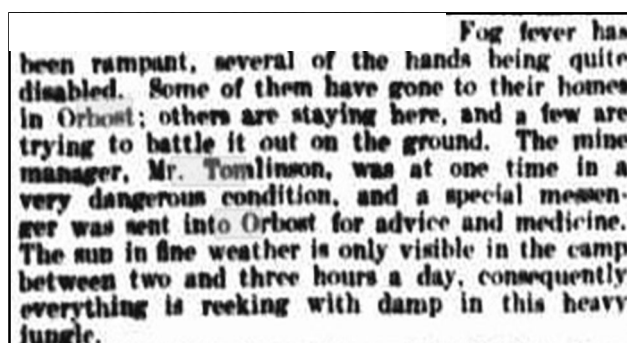 Fog fever has
been rampant, several of the hands being quite
disabled. Some of them have gone to their homes
in Orbost; others are staying here, and a few are
trying to battle it out on the ground. The mine
manager, Mr. Tomlinson, was at one time in a
very dangerous condition, and a special messen-
ger was sent into Orbost for advice and medicine.
The sun in fine weather is only visible in the camp
between two and three hours a day, consequently
everything is reeking with damp in this heavy
jungle.